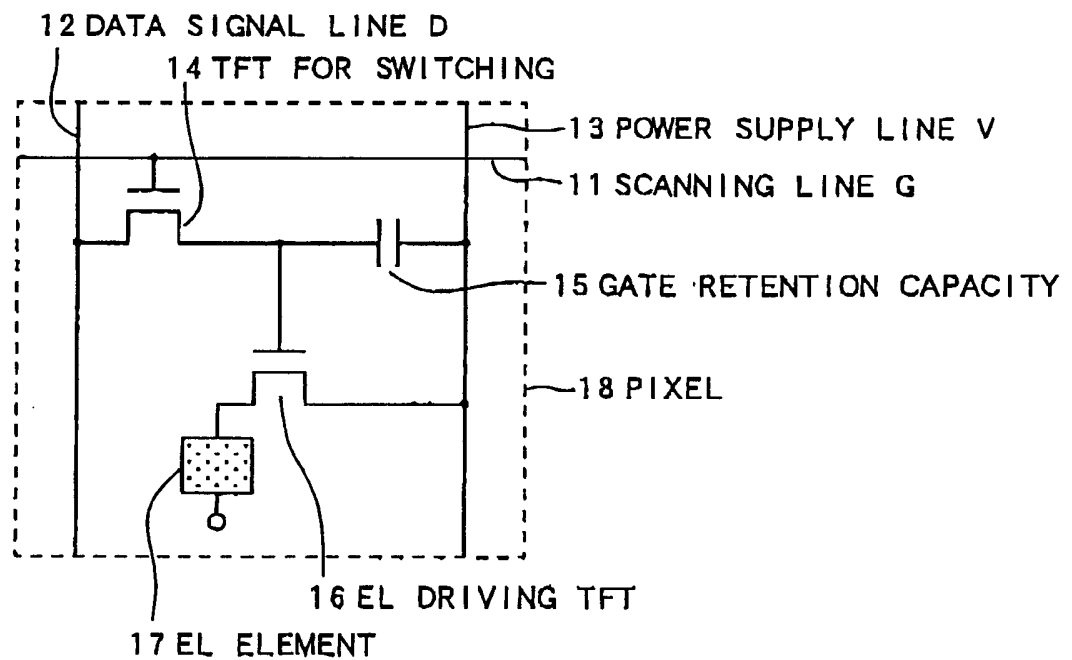 12 DATA SIGNAL LINE D
14 TFT FOR SWITCHING
13 POWER SUPPLY LINE V
11 SCANNING LINE G
15 GATE RETENTION CAPACITY
18 PIXEL
16 EL DRIVING TFT
17 EL ELEMENT